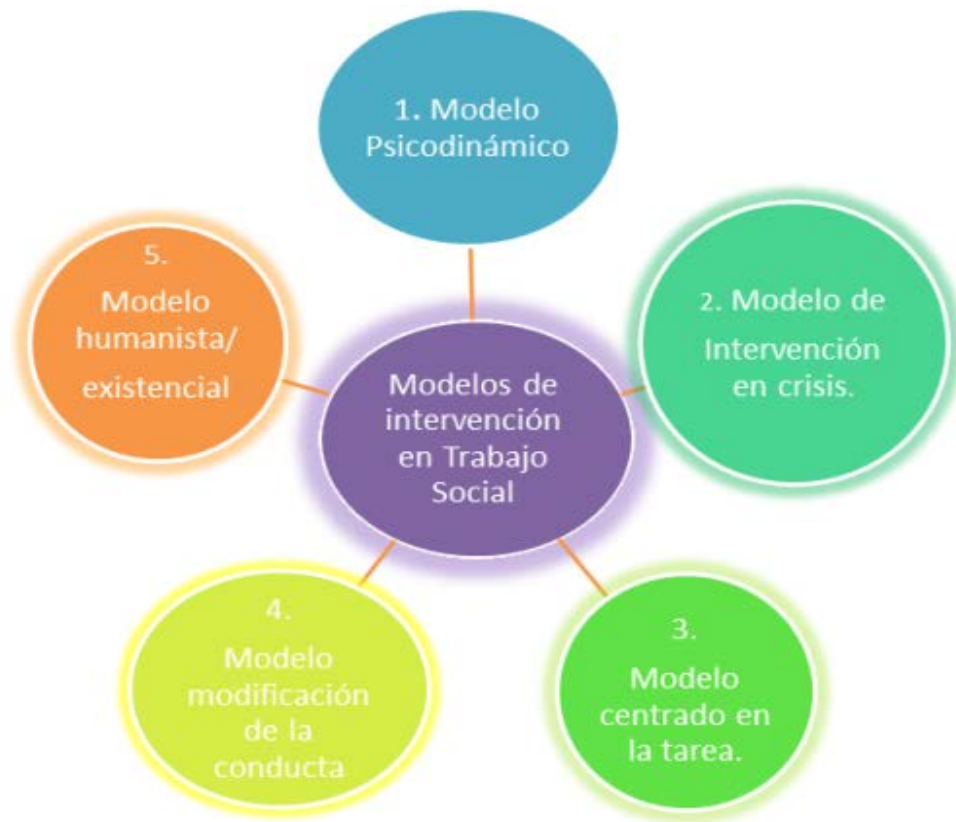 1. Modelo
Psicodinámico
2. Modelo de
Intervención
en crisis.
3.
Modelo
centrado en
la tarea.
4.
Modelo
modificación
de la
conducta
5.
Modelo
humanista/
existencial
Modelos de
intervención
en Trabajo
Social